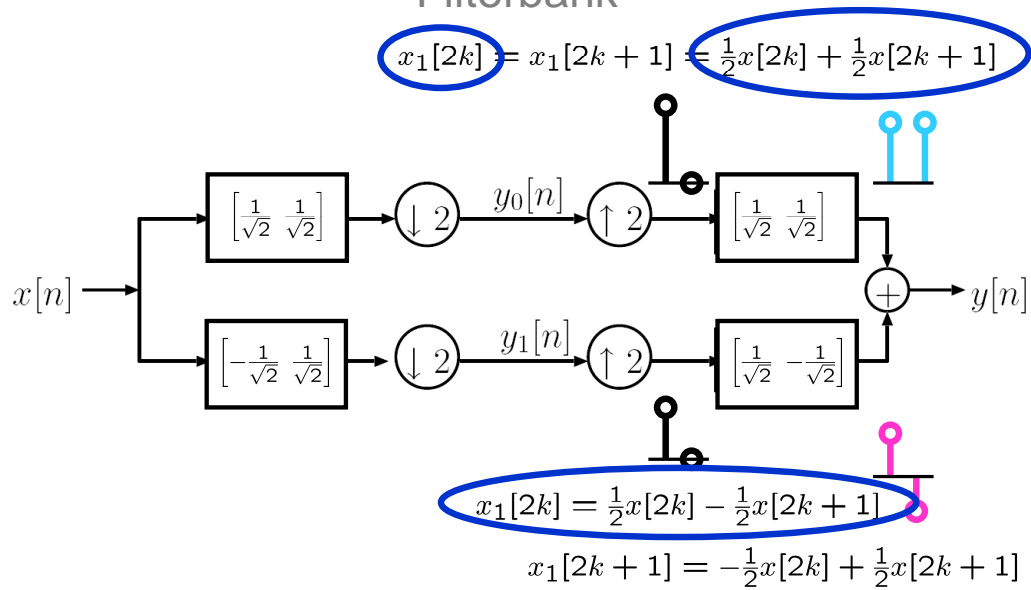 Filterbank
x₁[2k] = x₁[2k + 1] = ½x[2k] + ½x[2k + 1]
[1/√2 1/√2]
↓ 2
y₀[n]
↑ 2
[1/√2 1/√2]
x[n]
+
y[n]
[−1/√2 1/√2]
↓ 2
y₁[n]
↑ 2
[1/√2 −1/√2]
x₁[2k] = ½x[2k] − ½x[2k + 1]
x₁[2k + 1] = −½x[2k] + ½x[2k + 1]